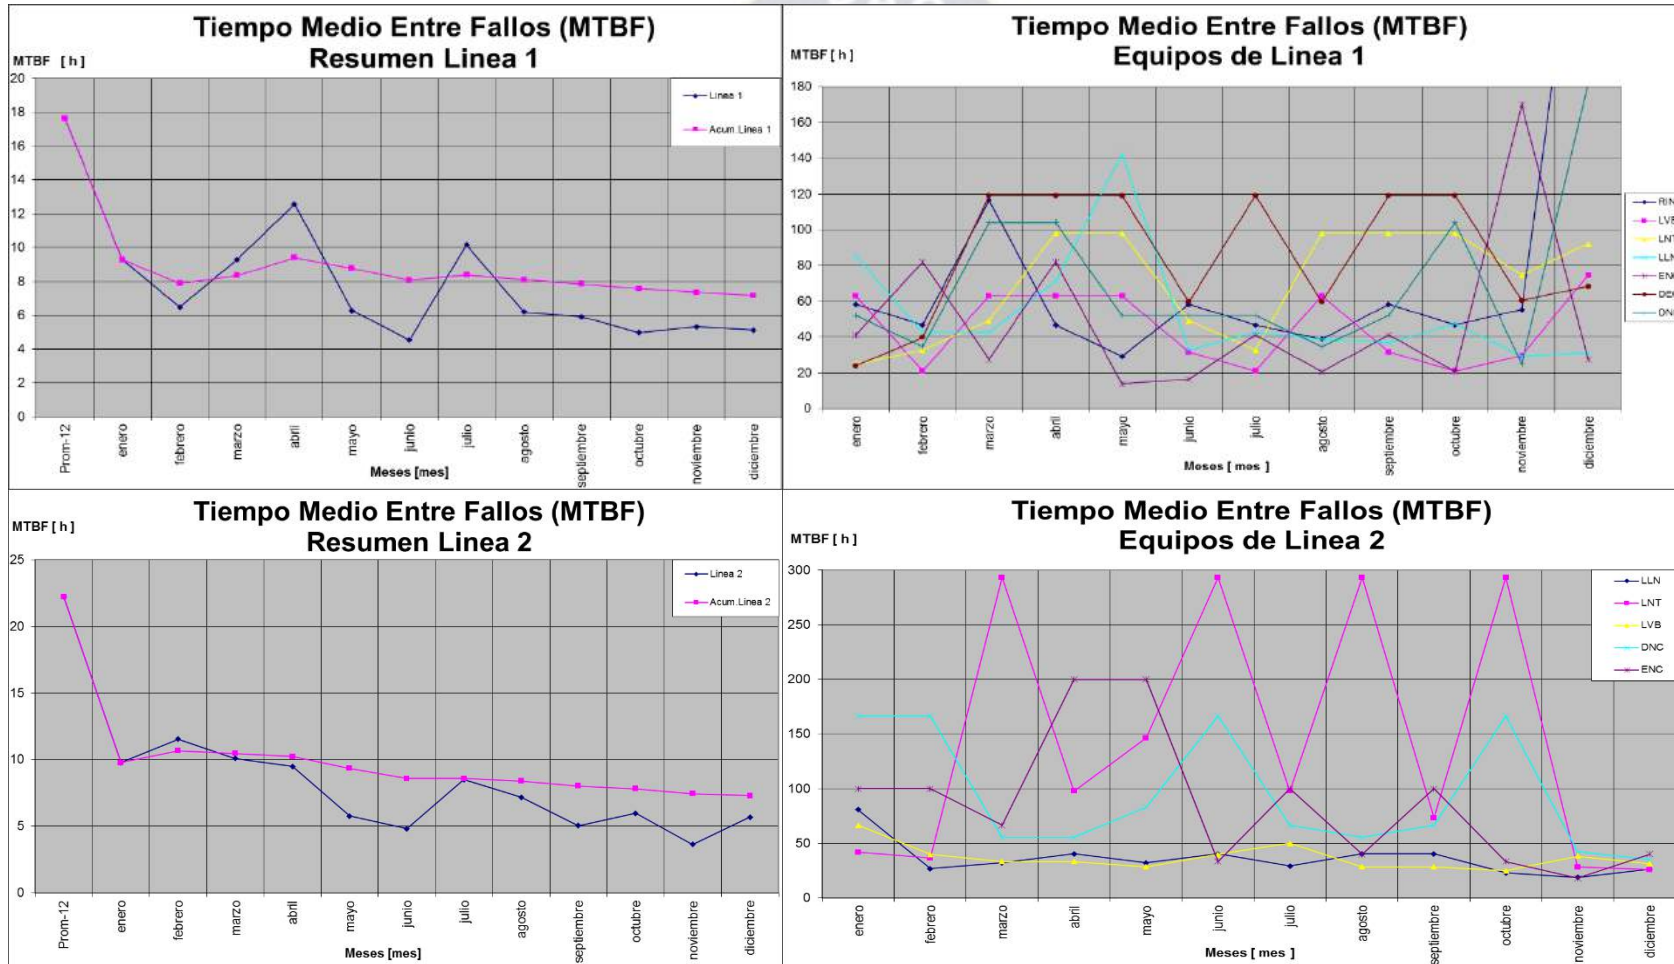 Tiempo Medio Entre Fallos (MTBF)
Resumen Linea 1
MTBF [ h ]
20
18
16
14
12
10
8
6
4
2
0
Linea 1
Acum.Linea 1
Prom-12
enero
febrero
marzo
abril
mayo
junio
julio
agosto
septiembre
octubre
noviembre
diciembre
Meses [mes]
Tiempo Medio Entre Fallos (MTBF)
Equipos de Linea 1
MTBF [ h ]
180
160
140
120
100
80
60
40
20
0
RIN
LVB
LNT
LLN
enero
febrero
marzo
abril
mayo
junio
julio
agosto
septiembre
octubre
noviembre
diciembre
Meses [ mes ]
Tiempo Medio Entre Fallos (MTBF)
Resumen Linea 2
MTBF [ h ]
25
20
15
10
5
0
Linea 2
Acum.Linea 2
Prom-12
enero
febrero
marzo
abril
mayo
junio
julio
agosto
septiembre
octubre
noviembre
diciembre
Meses [mes]
Tiempo Medio Entre Fallos (MTBF)
Equipos de Linea 2
MTBF [ h ]
300
250
200
150
100
50
0
LLN
LNT
LVB
DNC
ENC
enero
febrero
marzo
abril
mayo
junio
julio
agosto
septiembre
octubre
noviembre
diciembre
Meses [ mes ]